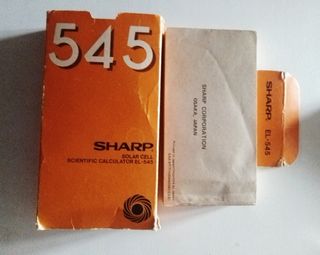 545
SHARP
SOLAR CELL
SCIENTIFIC CALCULATOR EL-545
SHARP CORPORATION
OSAKA, JAPAN
SHARP EL-545